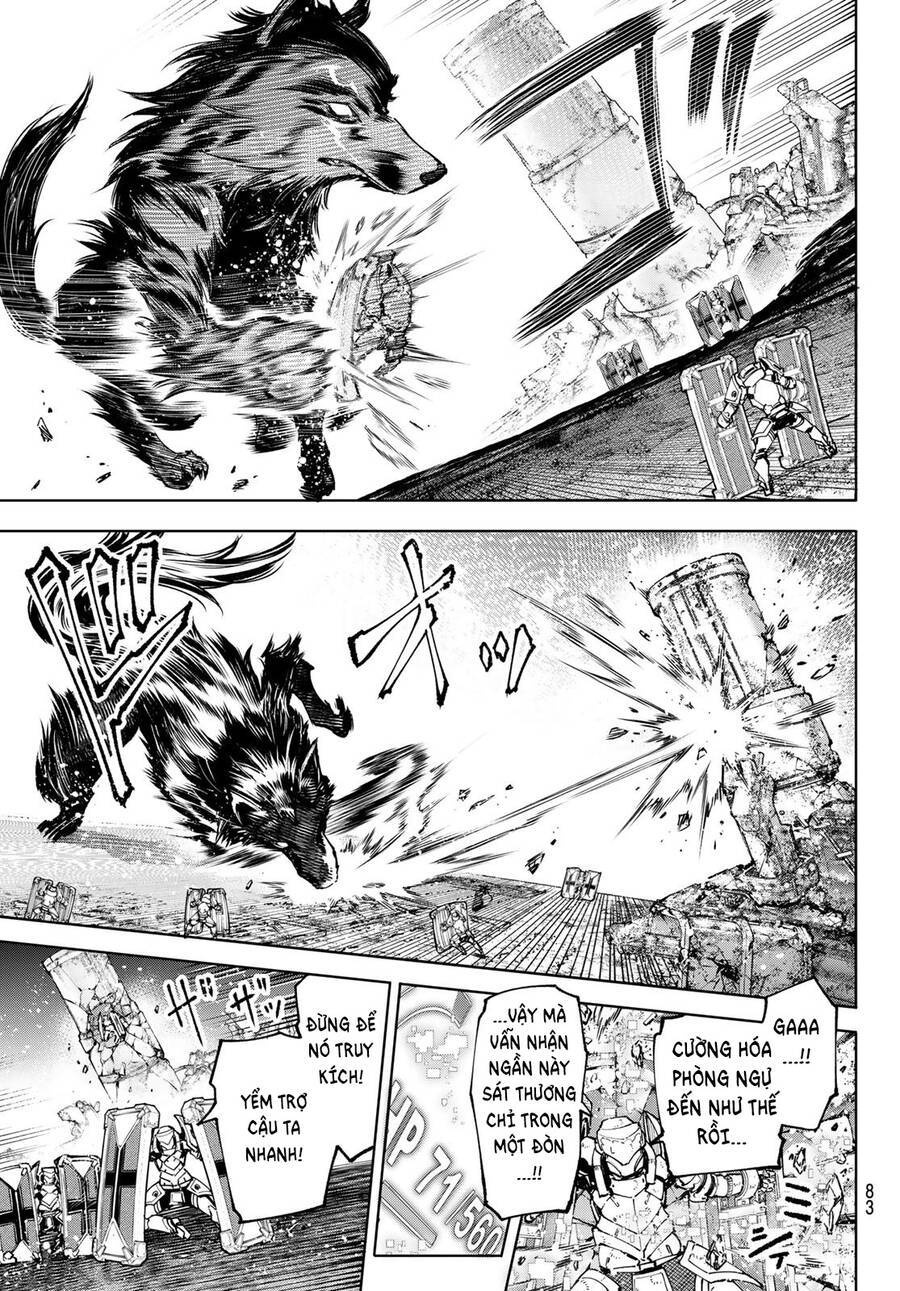 ドオッ
GAAA
...!!
CƯỜNG HÓA
PHÒNG NGỰ
ĐẾN NHƯ THẾ
RỒI...
...VẬY MÀ
VẪN NHẬN
NGẦN NÀY
SÁT THƯƠNG
CHỈ TRONG
MỘT ĐÒN
...!!
HP 71/560
ĐỪNG ĐỂ
NÓ TRUY
KÍCH!
YỂM TRỢ
CẬU TA
NHANH!
ザザッ
83